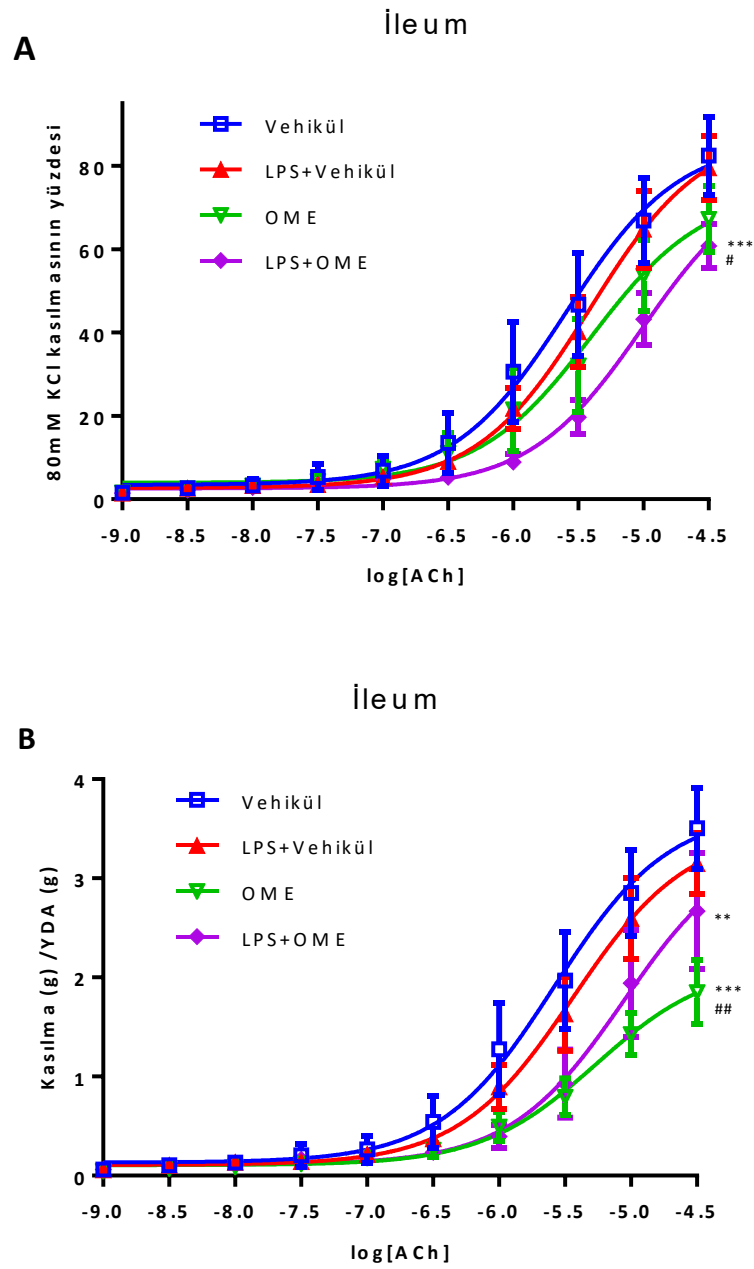 İleum
A
80mM KCl kasılmasının yüzdesi
Vehikül
LPS+Vehikül
OME
LPS+OME
80
60
40
20
0
***
#
-9.0 -8.5 -8.0 -7.5 -7.0 -6.5 -6.0 -5.5 -5.0 -4.5
log[ACh]
İleum
B
Kasılma (g) /YDA (g)
Vehikül
LPS+Vehikül
OME
LPS+OME
4
3
2
1
0
**
***
##
-9.0 -8.5 -8.0 -7.5 -7.0 -6.5 -6.0 -5.5 -5.0 -4.5
log[ACh]